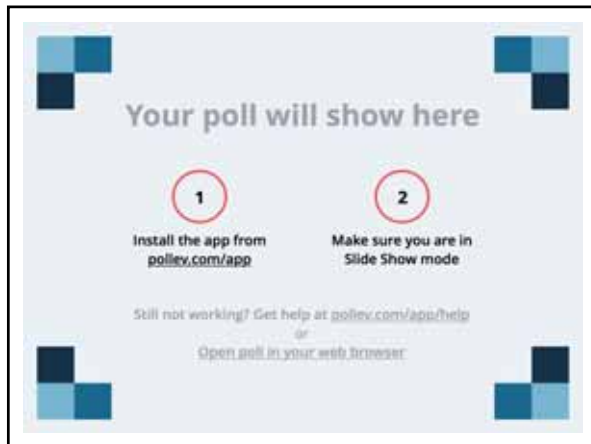 Your poll will show here
1
Install the app from
pollev.com/app
2
Make sure you are in
Slide Show mode
Still not working? Get help at pollev.com/app/help
or
Open poll in your web browser